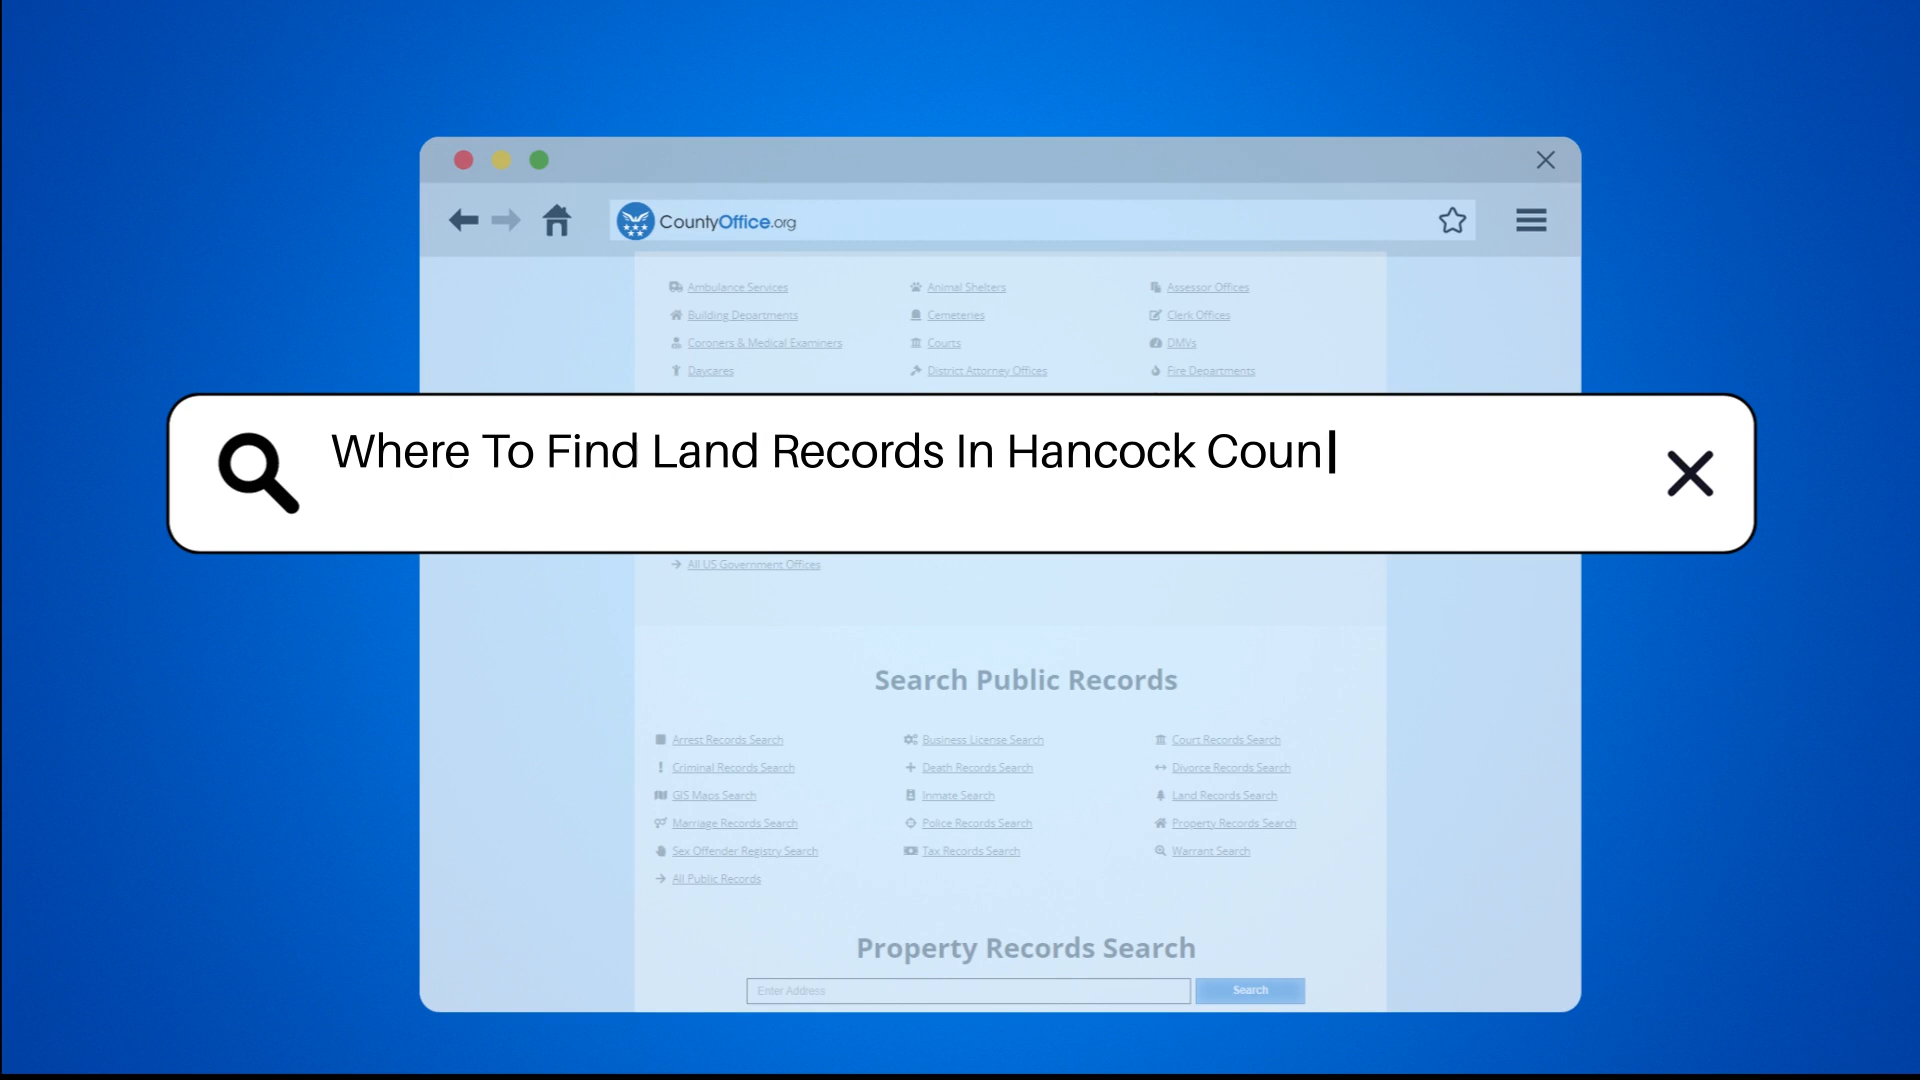 CountyOffice.org
Ambulance Services Animal Shelters Assessor Offices
Building Departments Cemeteries Clerk Offices
Coroners & Medical Examiners Courts DMVs
Daycares District Attorney Offices Fire Departments
Where To Find Land Records In Hancock Coun
All US Government Offices
Search Public Records
Arrest Records Search Business License Search Court Records Search
Criminal Records Search Death Records Search Divorce Records Search
GIS Maps Search Inmate Search Land Records Search
Marriage Records Search Police Records Search Property Records Search
Sex Offender Registry Search Tax Records Search Warrant Search
All Public Records
Property Records Search
Enter Address Search